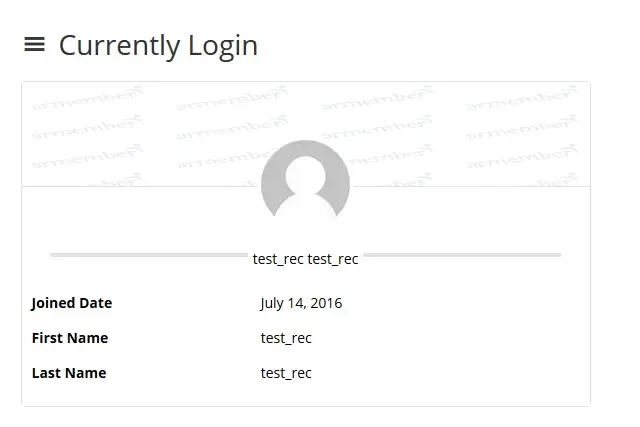 Currently Login
armember armember armember armember
armember armember armember armember
armember armember armember armember
test_rec test_rec
Joined Date July 14, 2016
First Name test_rec
Last Name test_rec